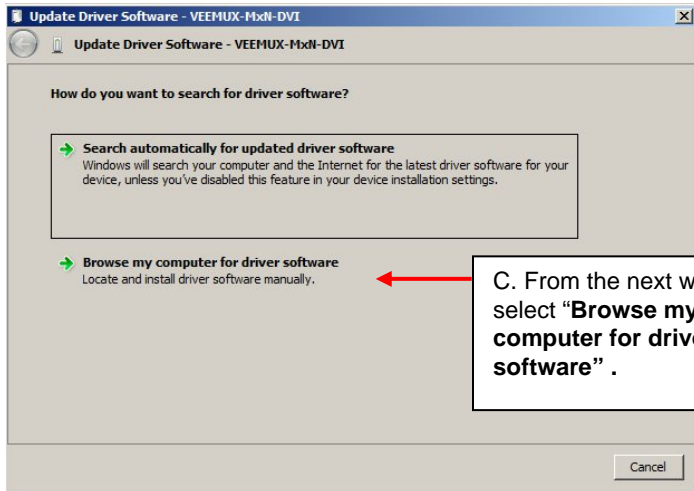 Update Driver Software - VEEMUX-MxN-DVI
Update Driver Software - VEEMUX-MxN-DVI
How do you want to search for driver software?
Search automatically for updated driver software
Windows will search your computer and the Internet for the latest driver software for your
device, unless you've disabled this feature in your device installation settings.
Browse my computer for driver software
Locate and install driver software manually.
C. From the next
select “Browse my
computer for
software” .
Cancel